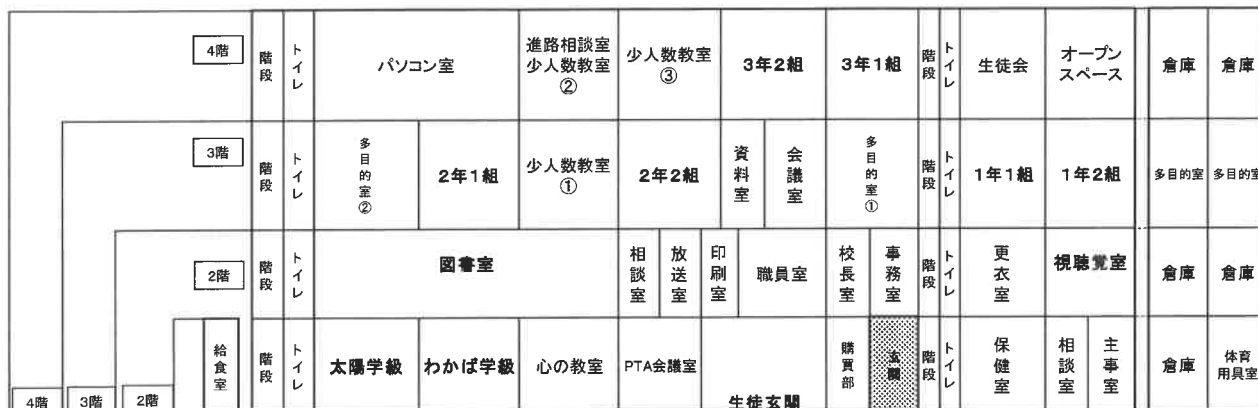 4階
階段
トイレ
パソコン室
進路相談室
少人数教室
②
少人数教室
③
3年2組
3年1組
階段
トイレ
生徒会
オープン
スペース
倉庫
倉庫
3階
階段
トイレ
多目的室②
2年1組
少人数教室
①
2年2組
資料室
会議室
多目的室①
階段
トイレ
1年1組
1年2組
多目的室
多目的室
2階
階段
トイレ
図書室
相談室
放送室
印刷室
職員室
校長室
事務室
階段
トイレ
更衣室
視聴覚室
倉庫
倉庫
給食室
階段
トイレ
太陽学級
わかば学級
心の教室
PTA会議室
生徒玄関
購買部
玄関
階段
トイレ
保健室
相談室
主事室
倉庫
体育
用具室
4階
3階
2階